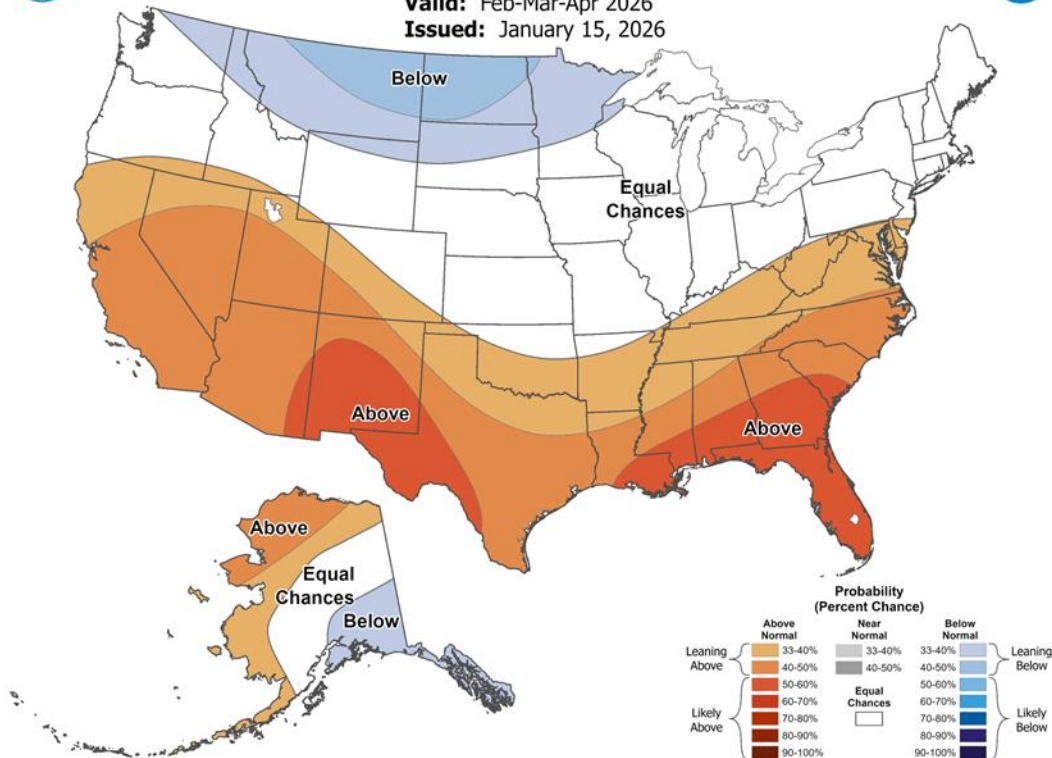 Valid: Feb-Mar-Apr 2026
Issued: January 15, 2026
Below
Equal
Chances
Above
Above
Above
Equal
Chances
Below
Probability
(Percent Chance)
Above
Normal
Near
Normal
Below
Normal
Leaning
Above
33-40%
40-50%
33-40%
40-50%
33-40%
40-50%
Leaning
Below
Likely
Above
50-60%
60-70%
70-80%
80-90%
90-100%
Equal
Chances
50-60%
60-70%
70-80%
80-90%
90-100%
Likely
Below